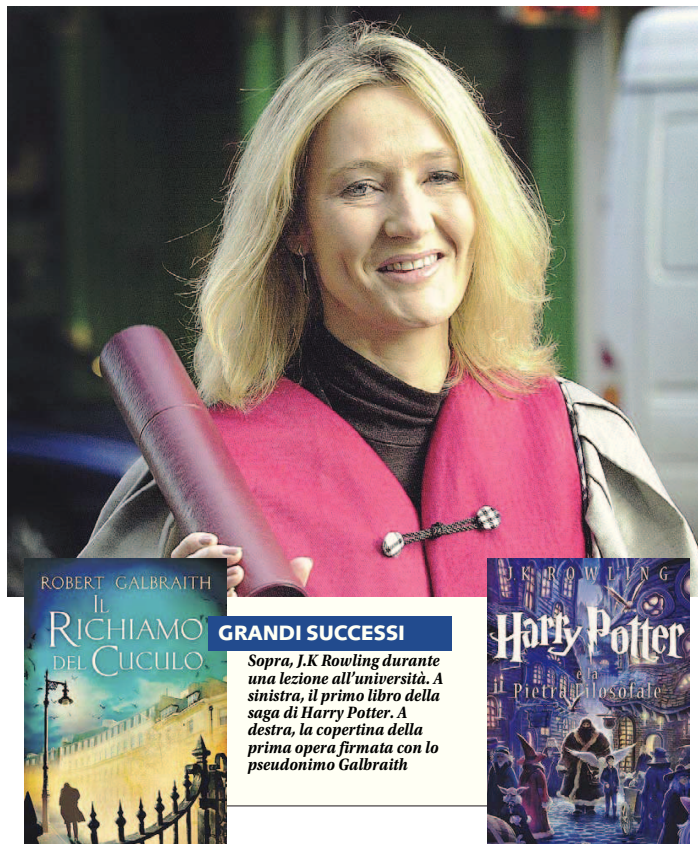 ROBERT GALBRAITH
IL
RICHIAMO
DEL CUCULO
GRANDI SUCCESSI
Sopra, J.K Rowling durante
una lezione all'università. A
sinistra, il primo libro della
saga di Harry Potter. A
destra, la copertina della
prima opera firmata con lo
pseudonimo Galbraith
J.K. ROWLING
Harry Potter
e la
Pietra Filosofale